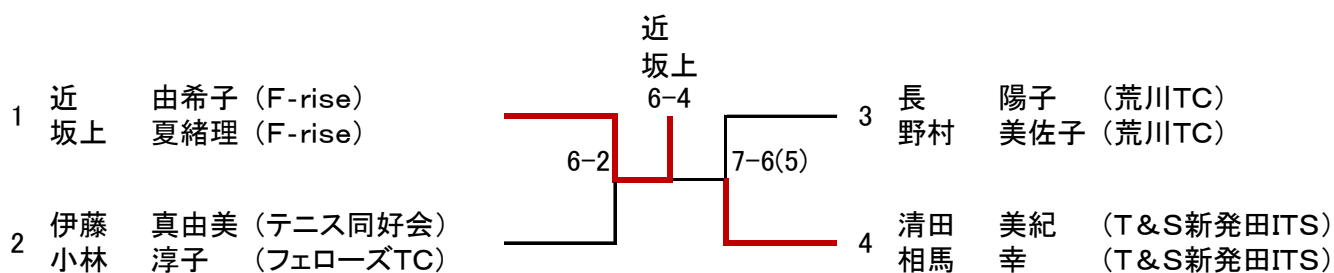 近
坂上
6-4
1 近 由希子 (F-rise)
坂上 夏緒理 (F-rise)
6-2
2 伊藤 真由美 (テニス同好会)
小林 淳子 (フェローズTC)
3 長 陽子 (荒川TC)
野村 美佐子 (荒川TC)
7-6(5)
4 清田 美紀 (T&S新発田ITS)
相馬 幸 (T&S新発田ITS)